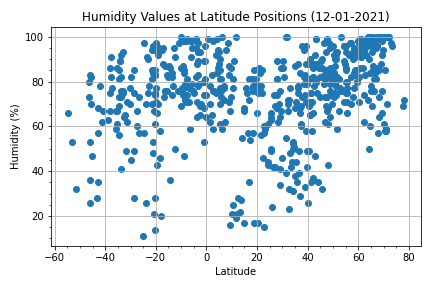 Humidity Values at Latitude Positions (12-01-2021)
100
80
60
40
20
Humidity (%)
−60 −40 −20 0 20 40 60 80
Latitude